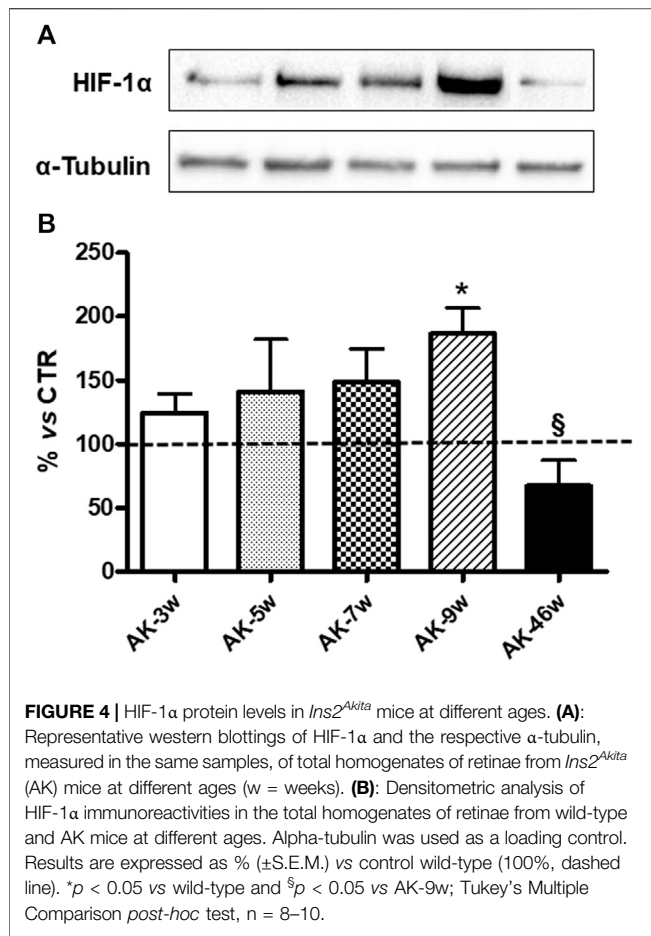 A
HIF-1α
α-Tubulin
B
250
200
150
100
50
0
% vs CTR
*
§
AK-3w
AK-5w
AK-7w
AK-9w
AK-46w
FIGURE 4 | HIF-1α protein levels in Ins2Akita mice at different ages. (A):
Representative western blottings of HIF-1α and the respective α-tubulin,
measured in the same samples, of total homogenates of retinae from Ins2Akita
(AK) mice at different ages (w = weeks). (B): Densitometric analysis of
HIF-1α immunoreactivities in the total homogenates of retinae from wild-type
and AK mice at different ages. Alpha-tubulin was used as a loading control.
Results are expressed as % (±S.E.M.) vs control wild-type (100%, dashed
line). *p < 0.05 vs wild-type and §p < 0.05 vs AK-9w; Tukey's Multiple
Comparison post-hoc test, n = 8–10.